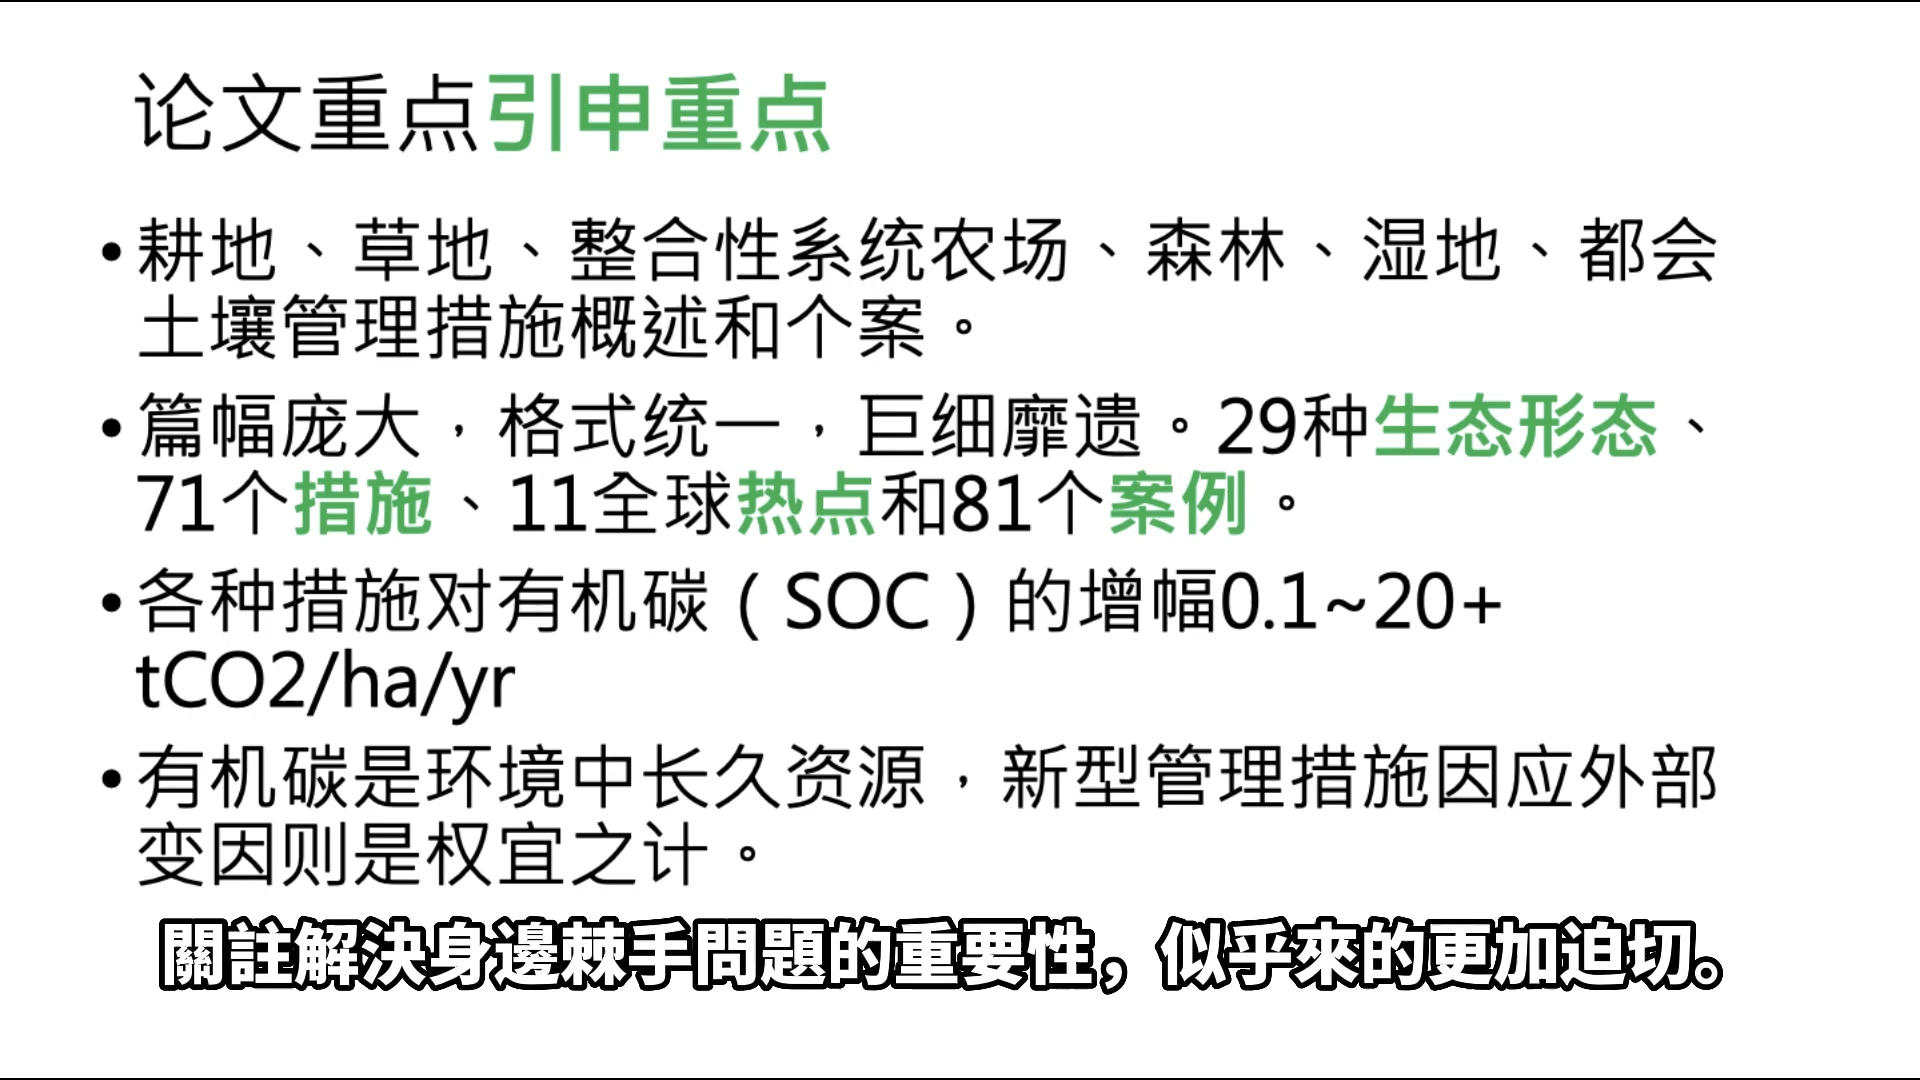 论文重点引申重点
•耕地、草地、整合性系统农场、森林、湿地、都会
土壤管理措施概述和个案。
•篇幅庞大，格式统一，巨细靡遗。29种生态形态、
71个措施、11全球热点和81个案例。
•各种措施对有机碳（SOC）的增幅0.1~20+
tCO2/ha/yr
•有机碳是环境中长久资源，新型管理措施因应外部
变因则是权宜之计。
關註解決身邊棘手問題的重要性，似乎來的更加迫切。